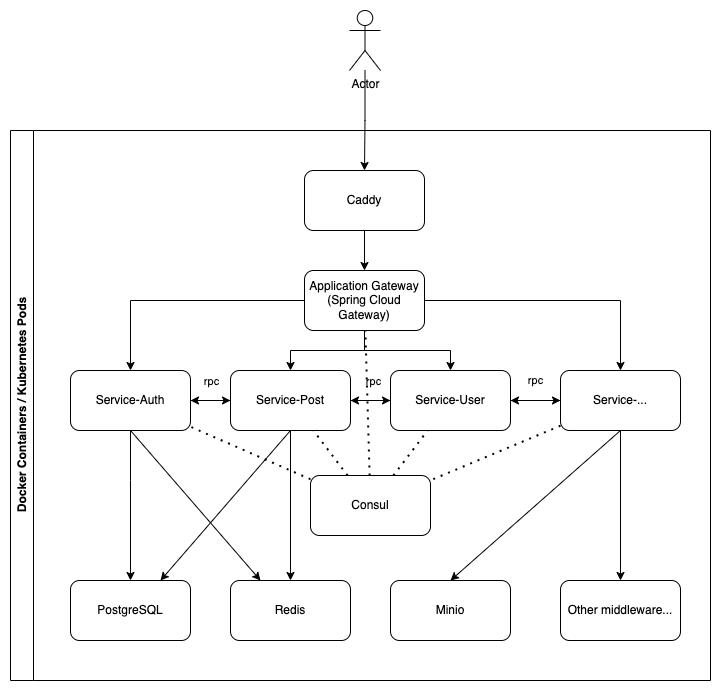 Actor
Docker Containers / Kubernetes Pods
Caddy
Application Gateway
(Spring Cloud
Gateway)
rpc
rpc
rpc
Service-Auth
Service-Post
Service-User
Service-...
Consul
PostgreSQL
Redis
Minio
Other middleware...